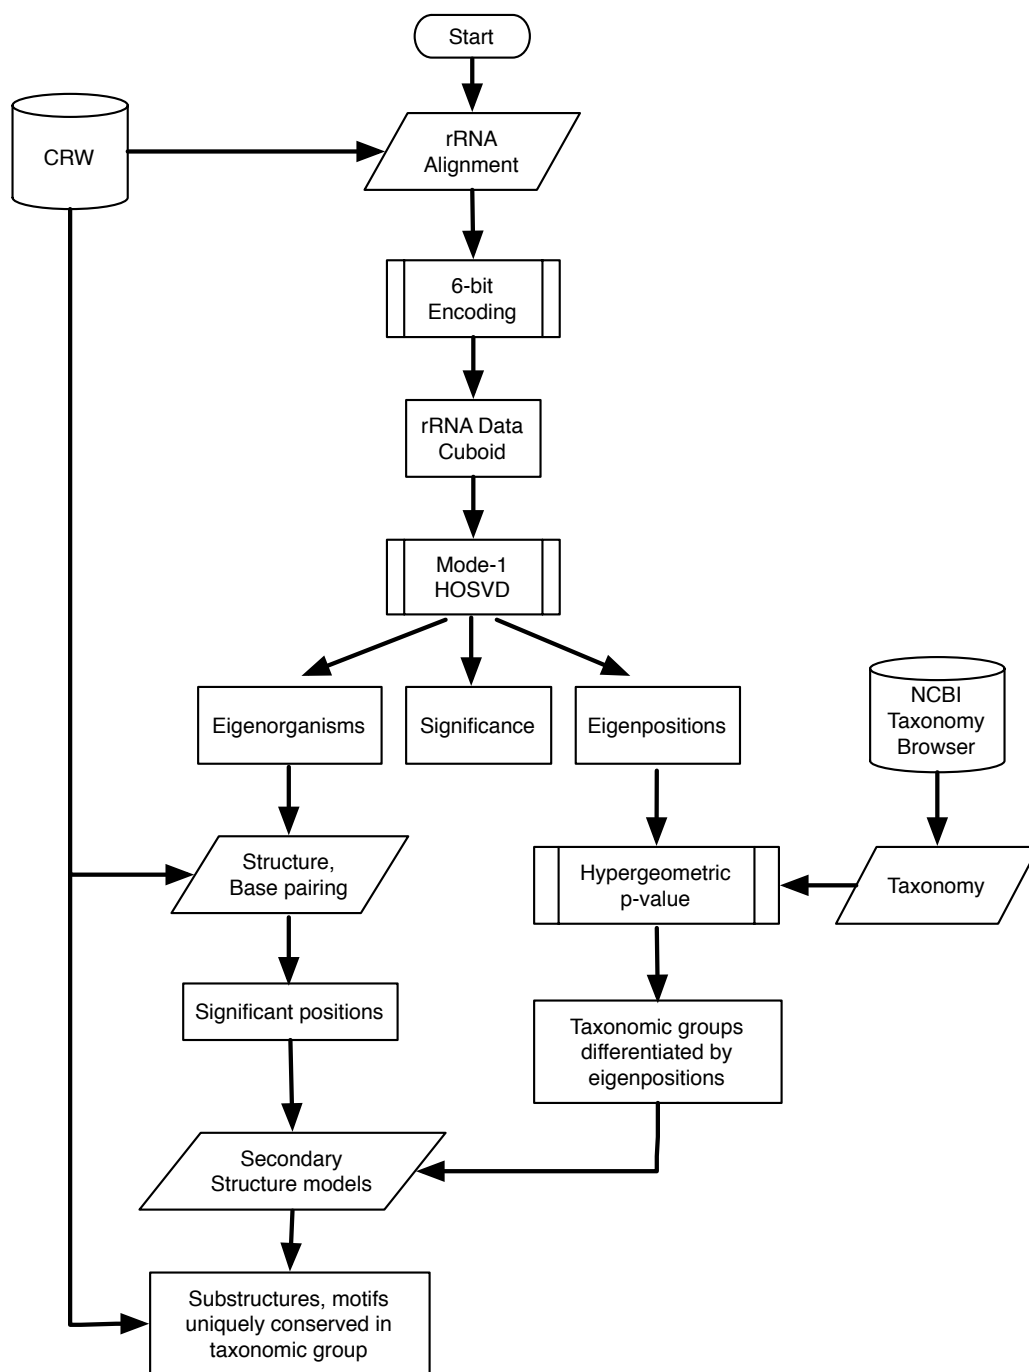 Start
CRW
rRNA
Alignment
6-bit
Encoding
rRNA Data
Cuboid
Mode-1
HOSVD
Eigenorganisms
Significance
Eigenpositions
NCBI
Taxonomy
Browser
Structure,
Base pairing
Hypergeometric
p-value
Taxonomy
Significant positions
Taxonomic groups
differentiated by
eigenpositions
Secondary
Structure models
Substructures, motifs
uniquely conserved in
taxonomic group